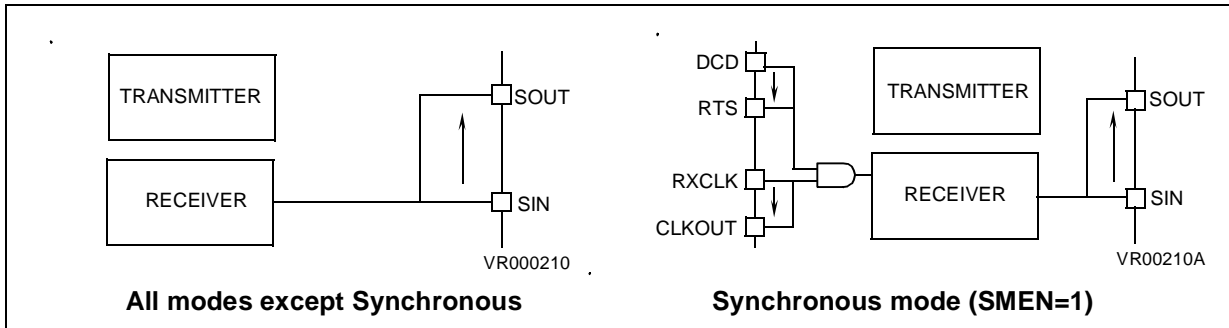 TRANSMITTER
RECEIVER
SOUT
SIN
VR000210
All modes except Synchronous
DCD
RTS
RXCLK
CLKOUT
TRANSMITTER
RECEIVER
SOUT
SIN
VR00210A
Synchronous mode (SMEN=1)